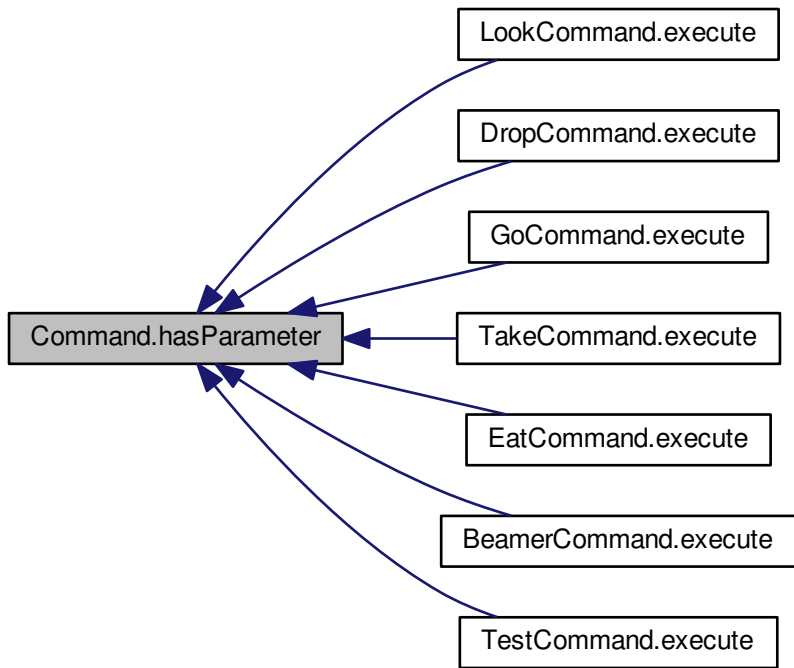 LookCommand.execute
DropCommand.execute
GoCommand.execute
Command.hasParameter
TakeCommand.execute
EatCommand.execute
BeamerCommand.execute
TestCommand.execute